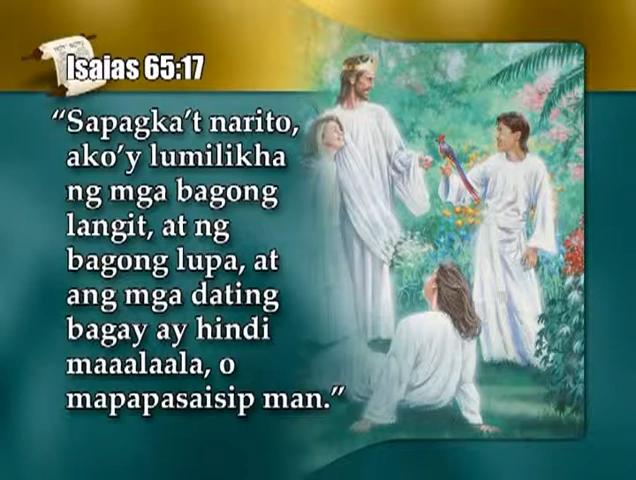 Isaias 65:17
“Sapagka’t narito,
ako’y lumilikha
ng mga bagong
langit, at ng
bagong lupa, at
ang mga dating
bagay ay hindi
maaalaala, o
mapapasaisip man.”